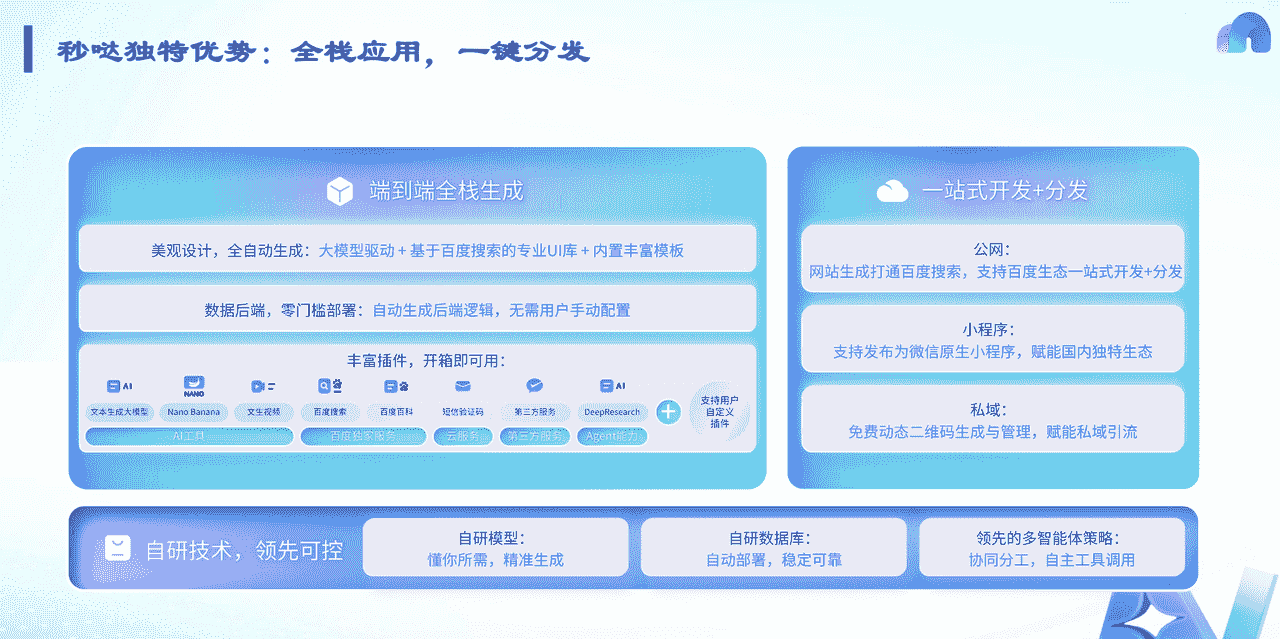 秒哒独特优势：全栈应用，一键分发
端到端全栈生成
美观设计，全自动生成：大模型驱动 + 基于百度搜索的专业UI库 + 内置丰富模板
数据后端，零门槛部署：自动生成后端逻辑，无需用户手动配置
丰富插件，开箱即可用：
AI
NANO
AI
文本生成大模型
Nano Banana
文生视频
百度搜索
百度百科
短信验证码
第三方服务
DeepResearch
支持用户
自定义
插件
AI工具
百度独家服务
云服务
第三方服务
Agent能力
一站式开发+分发
公网：
网站生成打通百度搜索，支持百度生态一站式开发+分发
小程序：
支持发布为微信原生小程序，赋能国内独特生态
私域：
免费动态二维码生成与管理，赋能私域引流
自研技术，领先可控
自研模型：
懂你所需，精准生成
自研数据库：
自动部署，稳定可靠
领先的多智能体策略：
协同分工，自主工具调用